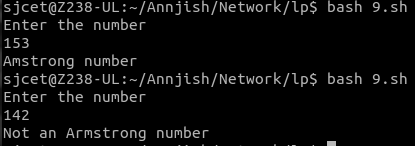 sjcet@Z238-UL:~/Annjish/Network/lp$ bash 9.sh
Enter the number
153
Amstrong number
sjcet@Z238-UL:~/Annjish/Network/lp$ bash 9.sh
Enter the number
142
Not an Armstrong number